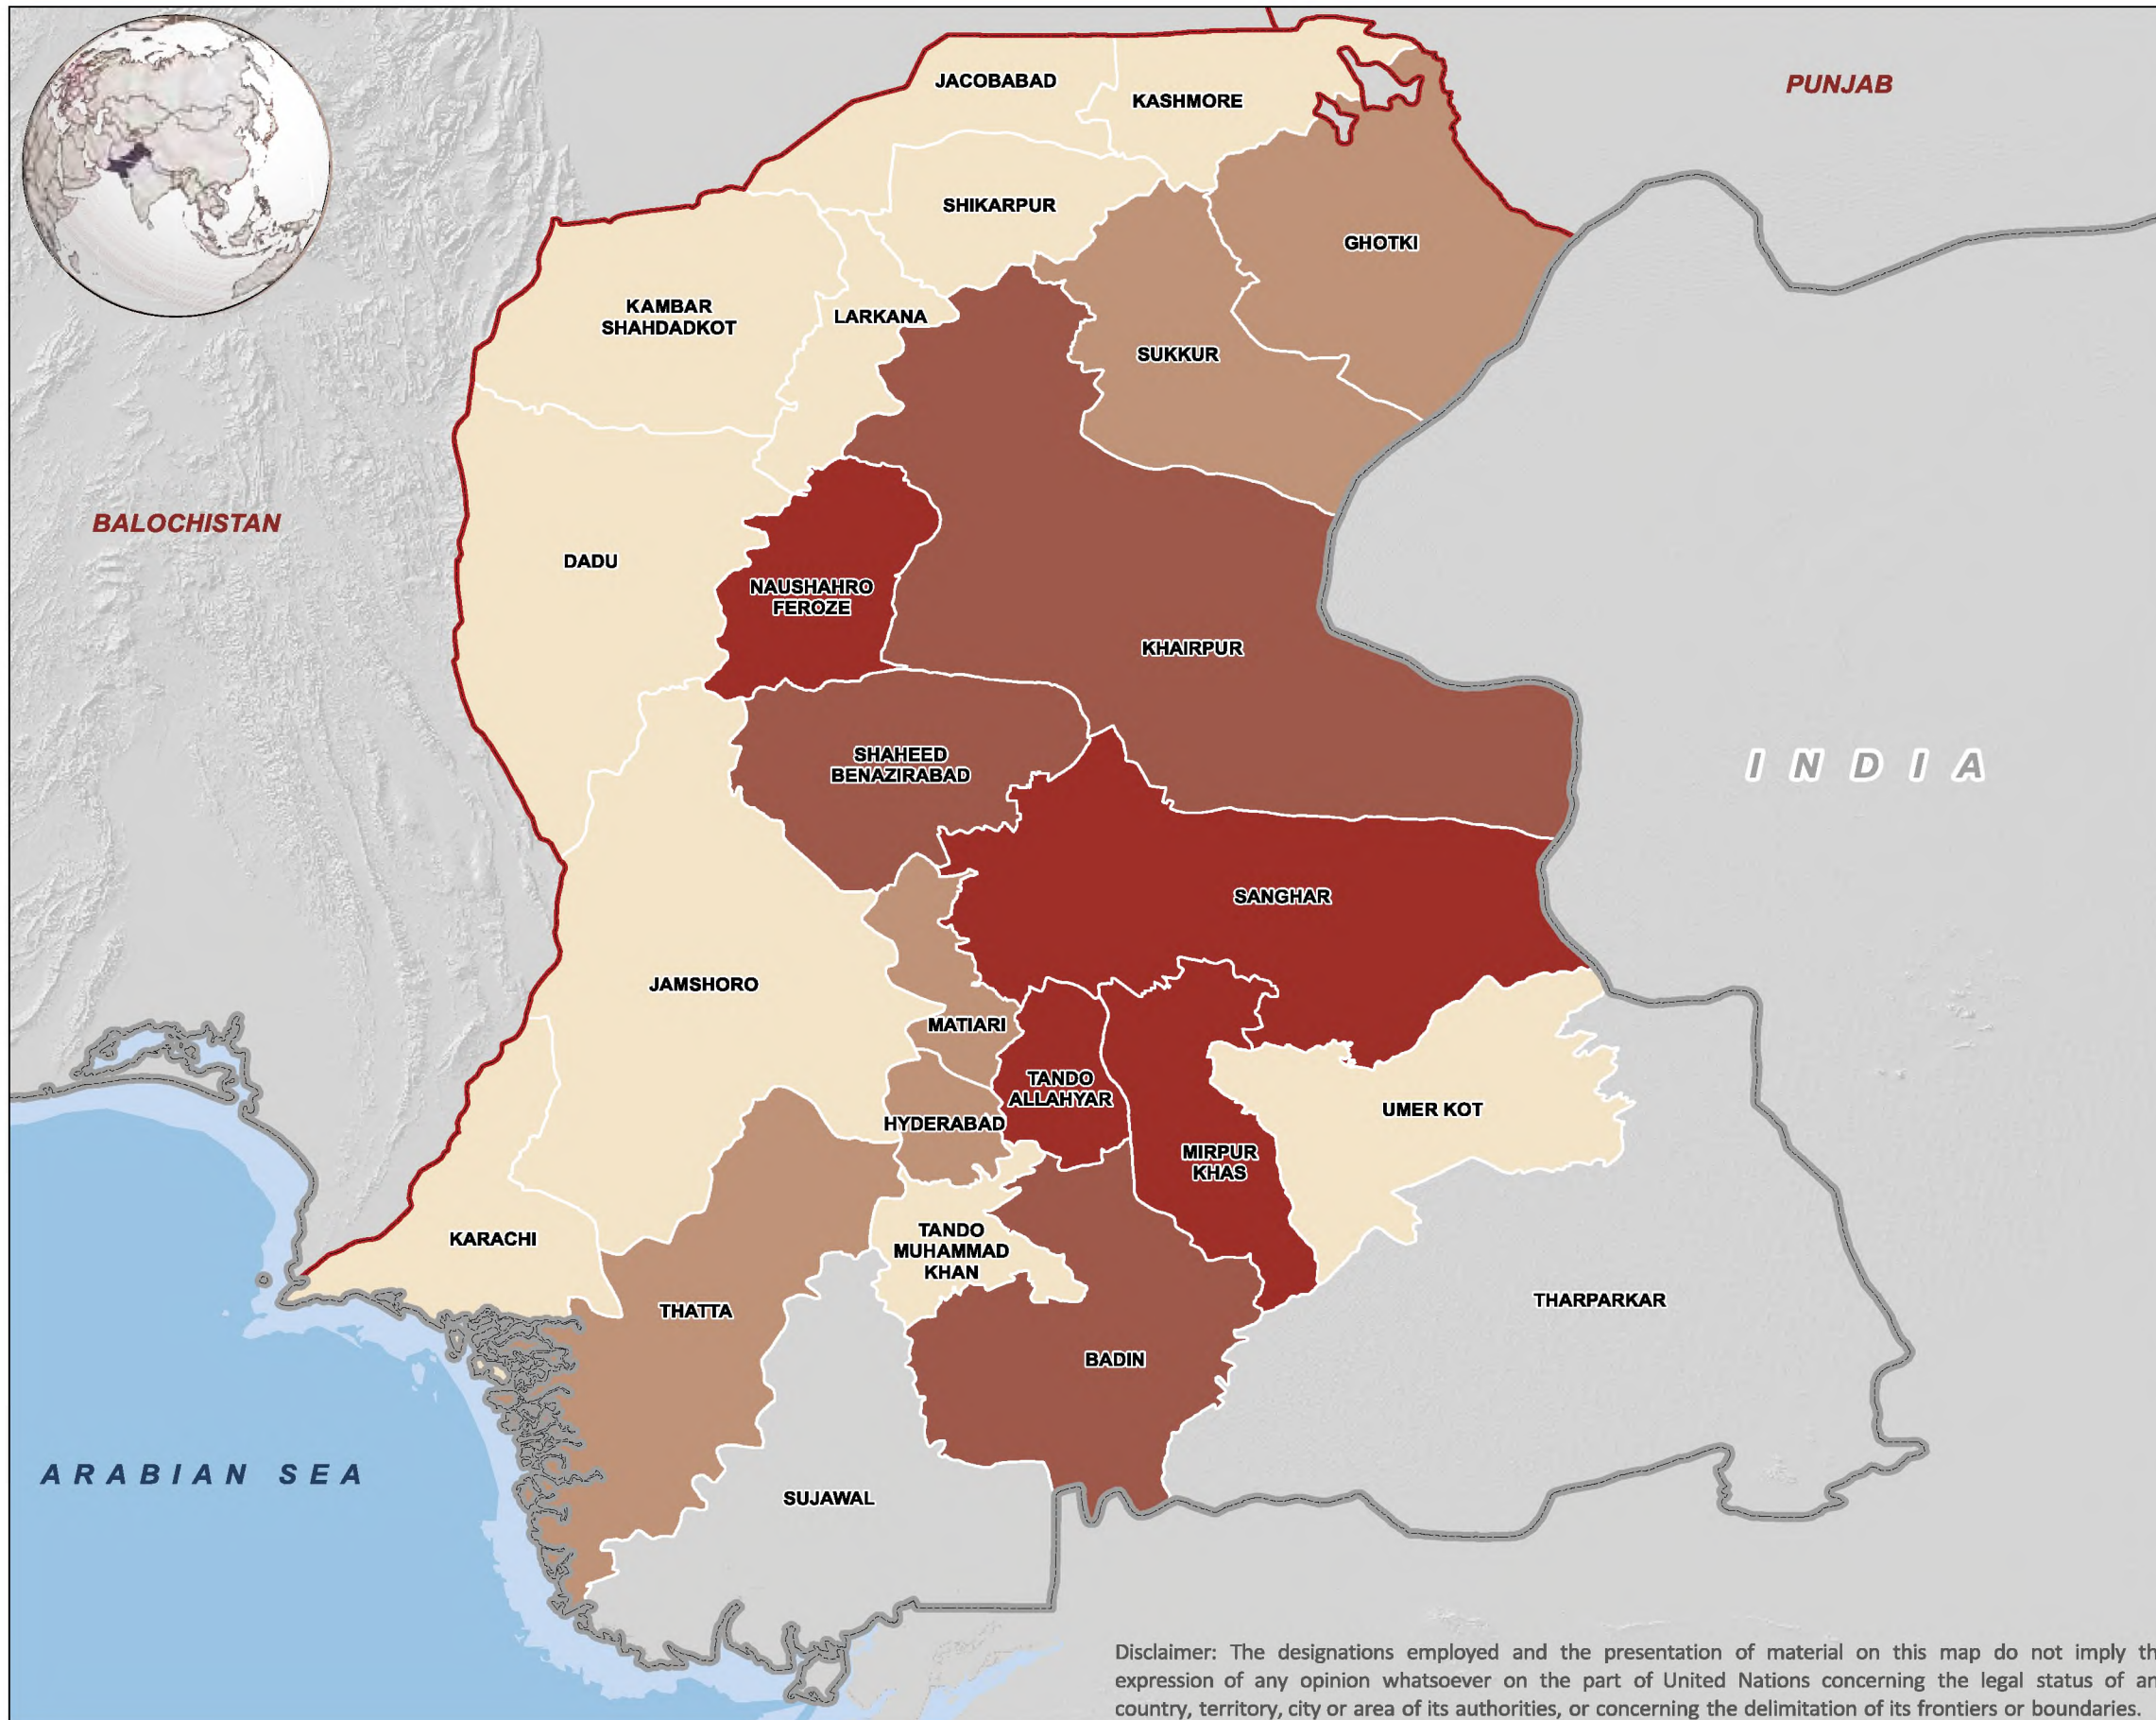 PUNJAB
JACOBABAD
KASHMORE
SHIKARPUR
GHOTKI
KAMBAR
SHAHDADKOT
LARKANA
SUKKUR
BALOCHISTAN
DADU
NAUSHAHRO
FEROZE
KHAIRPUR
SHAHEED
BENAZIRABAD
INDIA
SANGHAR
JAMSHORO
MATIARI
TANDO
ALLAHYAR
UMER KOT
HYDERABAD
MIRPUR
KHAS
KARACHI
TANDO
MUHAMMAD
KHAN
THATTA
THARPARKAR
BADIN
ARABIAN SEA
SUJAWAL
Disclaimer: The designations employed and the presentation of material on this map do not imply th
expression of any opinion whatsoever on the part of United Nations concerning the legal status of an
country, territory, city or area of its authorities, or concerning the delimitation of its frontiers or boundaries.